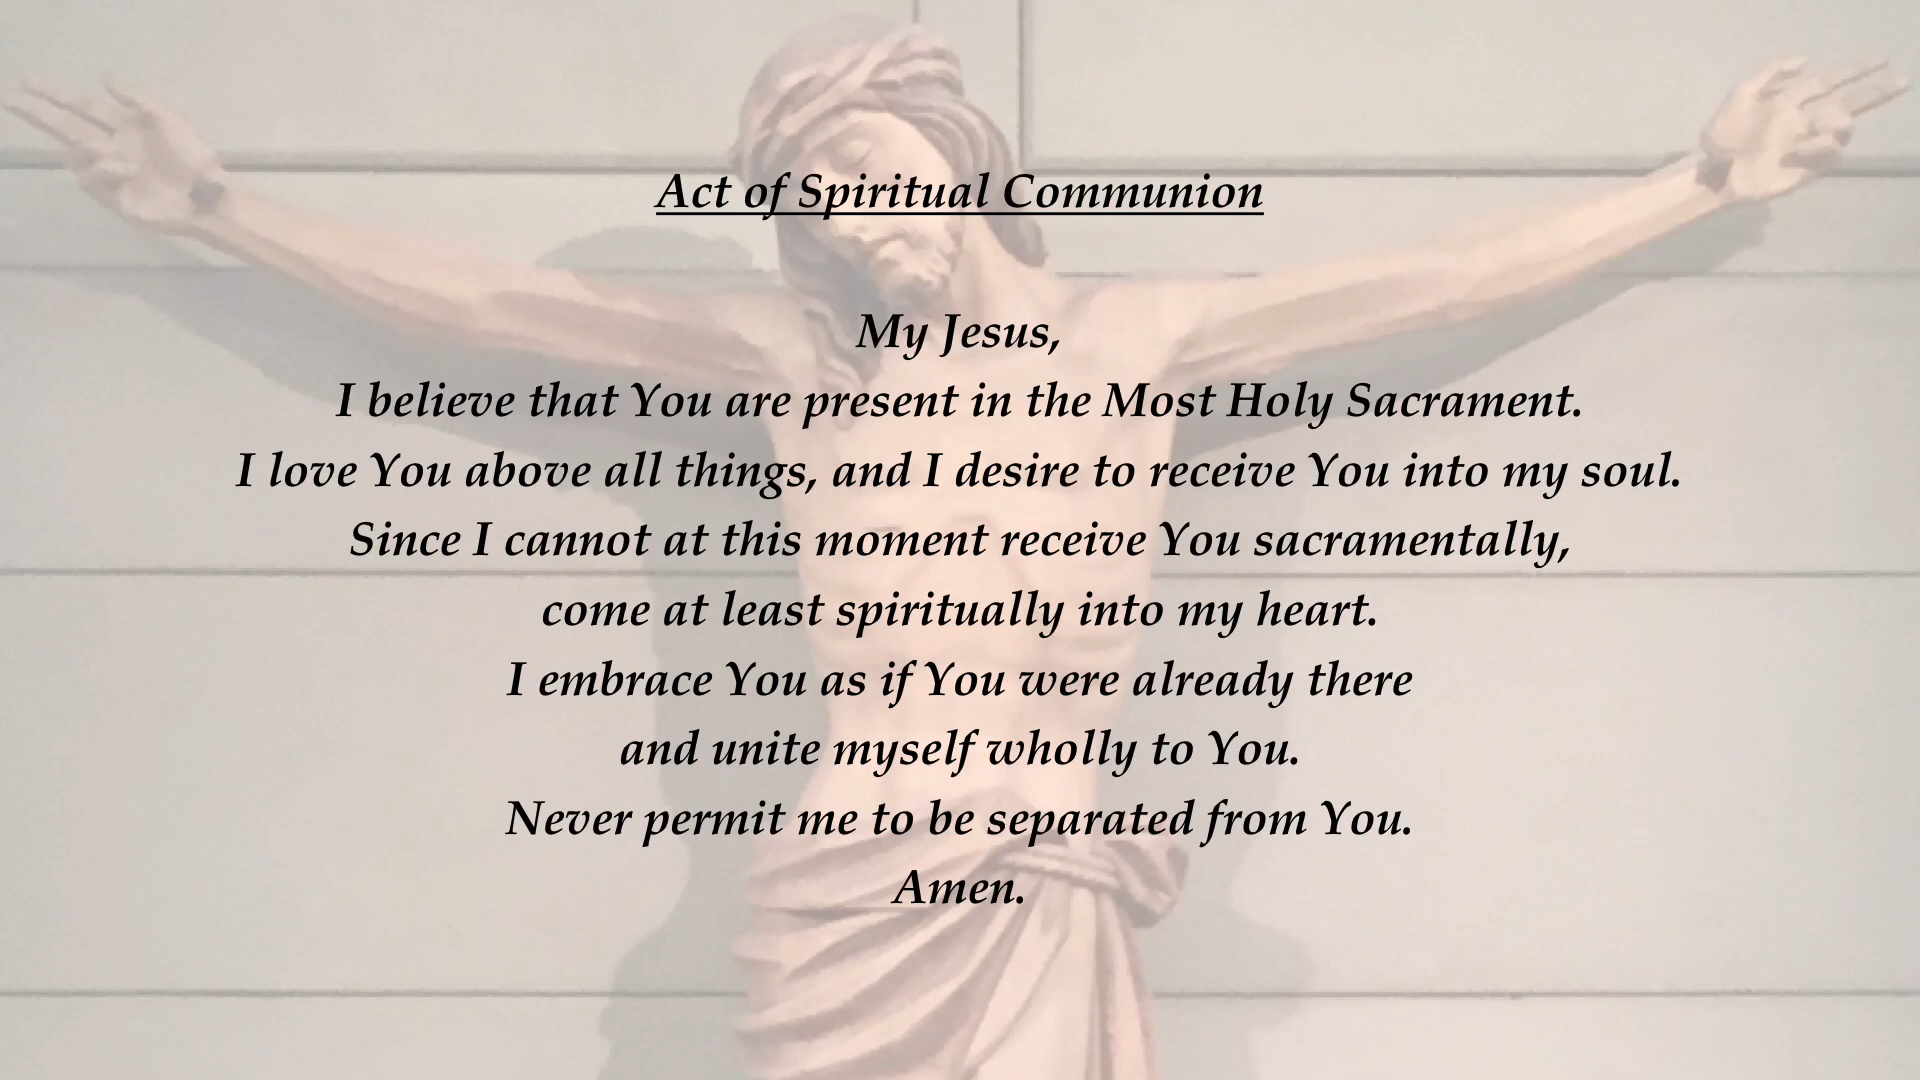 Act of Spiritual Communion
My Jesus,
I believe that You are present in the Most Holy Sacrament.
I love You above all things, and I desire to receive You into my soul.
Since I cannot at this moment receive You sacramentally,
come at least spiritually into my heart.
I embrace You as if You were already there
and unite myself wholly to You.
Never permit me to be separated from You.
Amen.